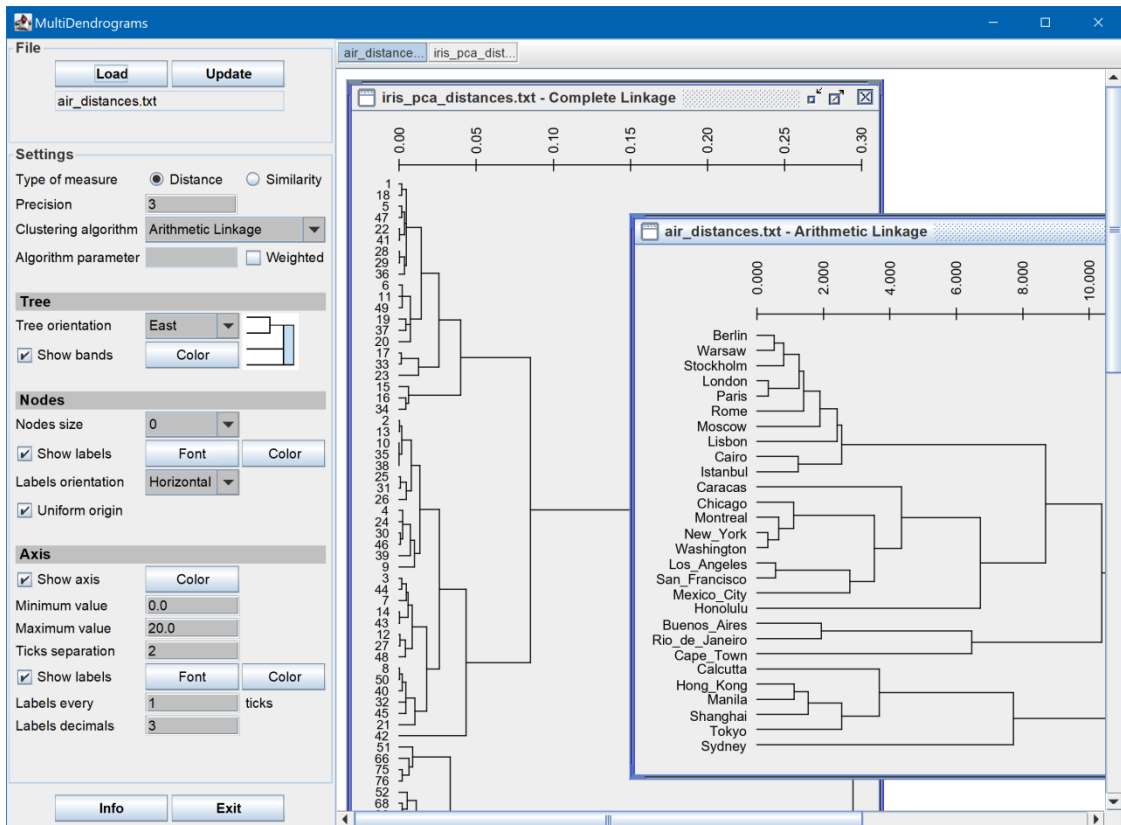 MultiDendrograms
File
Load Update
air_distances.txt
Settings
Type of measure Distance Similarity
Precision 3
Clustering algorithm Arithmetic Linkage
Algorithm parameter Weighted
Tree
Tree orientation East
Show bands Color
Nodes
Nodes size 0
Show labels Font Color
Labels orientation Horizontal
Uniform origin
Axis
Show axis Color
Minimum value 0.0
Maximum value 20.0
Ticks separation 2
Show labels Font Color
Labels every 1 ticks
Labels decimals 3
Info Exit
air_distance... iris_pca_dist...
iris_pca_distances.txt - Complete Linkage
0.00 0.05 0.10 0.15 0.20 0.25 0.30
1
18
5
47
22
41
28
29
36
6
11
49
19
37
20
17
33
23
15
16
34
2
13
10
35
38
25
31
26
4
24
30
46
39
9
3
44
7
14
43
12
27
48
8
50
40
32
45
21
42
51
66
75
76
52
68
air_distances.txt - Arithmetic Linkage
0.000 2.000 4.000 6.000 8.000 10.000
Berlin
Warsaw
Stockholm
London
Paris
Rome
Moscow
Lisbon
Cairo
Istanbul
Caracas
Chicago
Montreal
New_York
Washington
Los_Angeles
San_Francisco
Mexico_City
Honolulu
Buenos_Aires
Rio_de_Janeiro
Cape_Town
Calcutta
Hong_Kong
Manila
Shanghai
Tokyo
Sydney